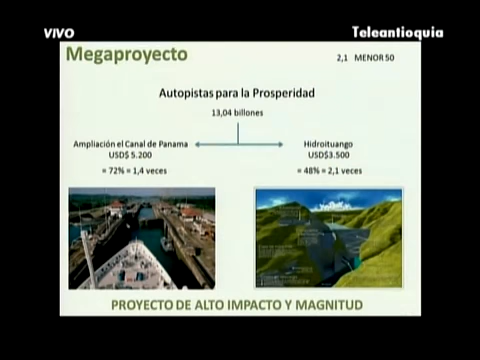 VIVO
Teleantioquia
Megaproyecto
2,1 MENOR 50
Autopistas para la Prosperidad
13,04 billones
Ampliación el Canal de Panama
USD$ 5.200
= 72% = 1,4 veces
Hidroituango
USD$3.500
= 48% = 2,1 veces
PROYECTO DE ALTO IMPACTO Y MAGNITUD